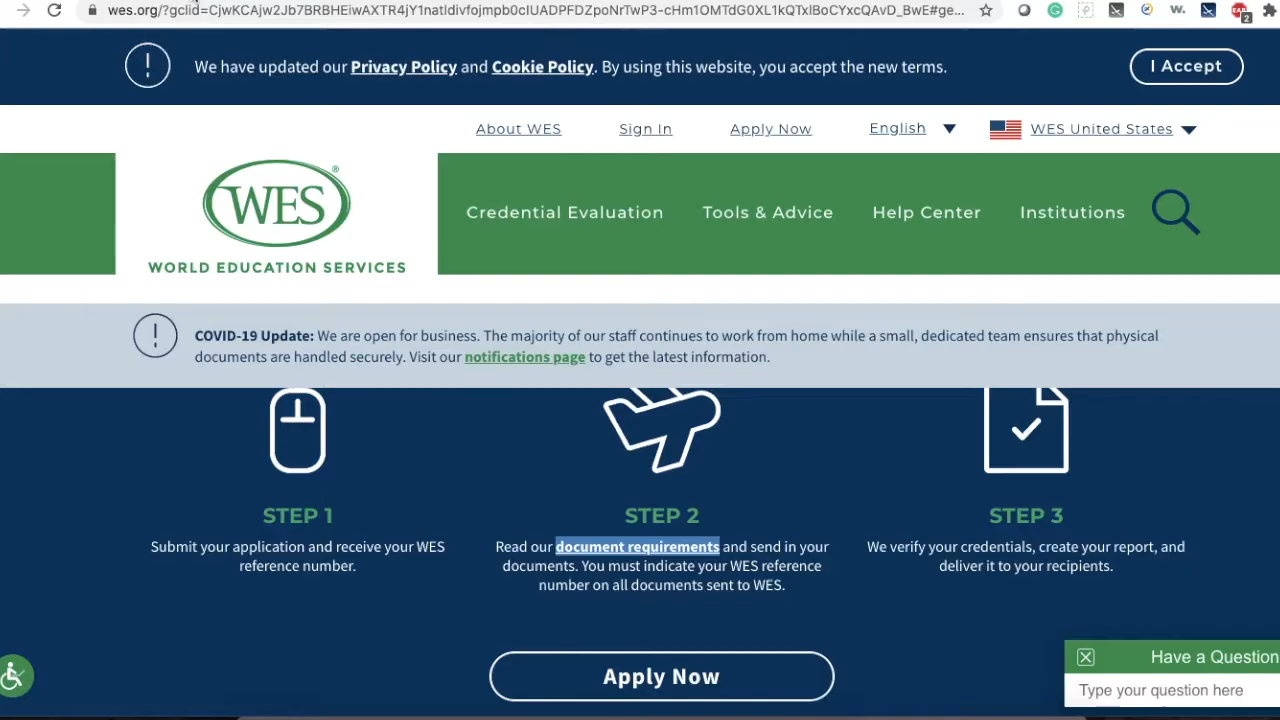 wes.org/?gclid=CjwKCAjw2Jb7BRBHEiwAXTR4jY1natIdivfojmpb0cIUADPFDZpoNrTwP3-cHm1OMTdG0XL1kQTxlBoCYxcQAvD_BwE#ge...
W.
2
We have updated our Privacy Policy and Cookie Policy. By using this website, you accept the new terms.
I Accept
About WES Sign In Apply Now English WES United States
WES®
WORLD EDUCATION SERVICES
Credential Evaluation Tools & Advice Help Center Institutions
COVID-19 Update: We are open for business. The majority of our staff continues to work from home while a small, dedicated team ensures that physical
documents are handled securely. Visit our notifications page to get the latest information.
STEP 1
Submit your application and receive your WES
reference number.
STEP 2
Read our document requirements and send in your
documents. You must indicate your WES reference
number on all documents sent to WES.
STEP 3
We verify your credentials, create your report, and
deliver it to your recipients.
Apply Now
Have a Question
Type your question here